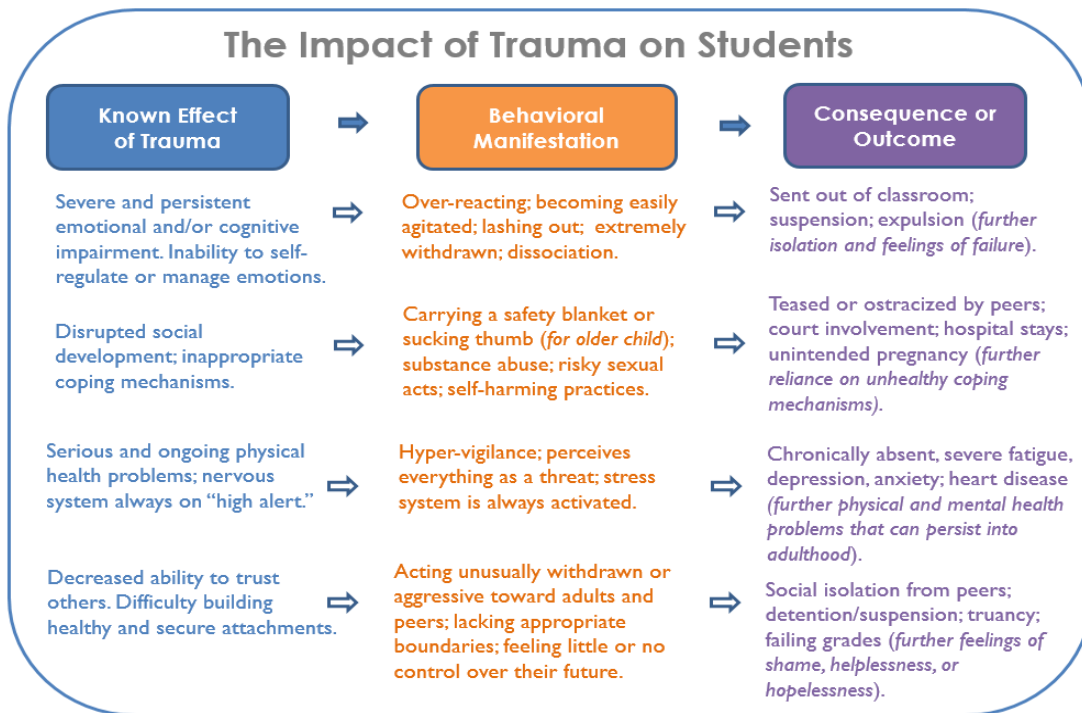 The Impact of Trauma on Students
Known Effect
of Trauma
Behavioral
Manifestation
Consequence or
Outcome
Severe and persistent
emotional and/or cognitive
impairment. Inability to self-
regulate or manage emotions.
Over-reacting; becoming easily
agitated; lashing out; extremely
withdrawn; dissociation.
Sent out of classroom;
suspension; expulsion (further
isolation and feelings of failure).
Disrupted social
development; inappropriate
coping mechanisms.
Carrying a safety blanket or
sucking thumb (for older child);
substance abuse; risky sexual
acts; self-harming practices.
Teased or ostracized by peers;
court involvement; hospital stays;
unintended pregnancy (further
reliance on unhealthy coping
mechanisms).
Serious and ongoing physical
health problems; nervous
system always on “high alert.”
Hyper-vigilance; perceives
everything as a threat; stress
system is always activated.
Chronically absent, severe fatigue,
depression, anxiety; heart disease
(further physical and mental health
problems that can persist into
adulthood).
Decreased ability to trust
others. Difficulty building
healthy and secure attachments.
Acting unusually withdrawn or
aggressive toward adults and
peers; lacking appropriate
boundaries; feeling little or no
control over their future.
Social isolation from peers;
detention/suspension; truancy;
failing grades (further feelings of
shame, helplessness, or
hopelessness).